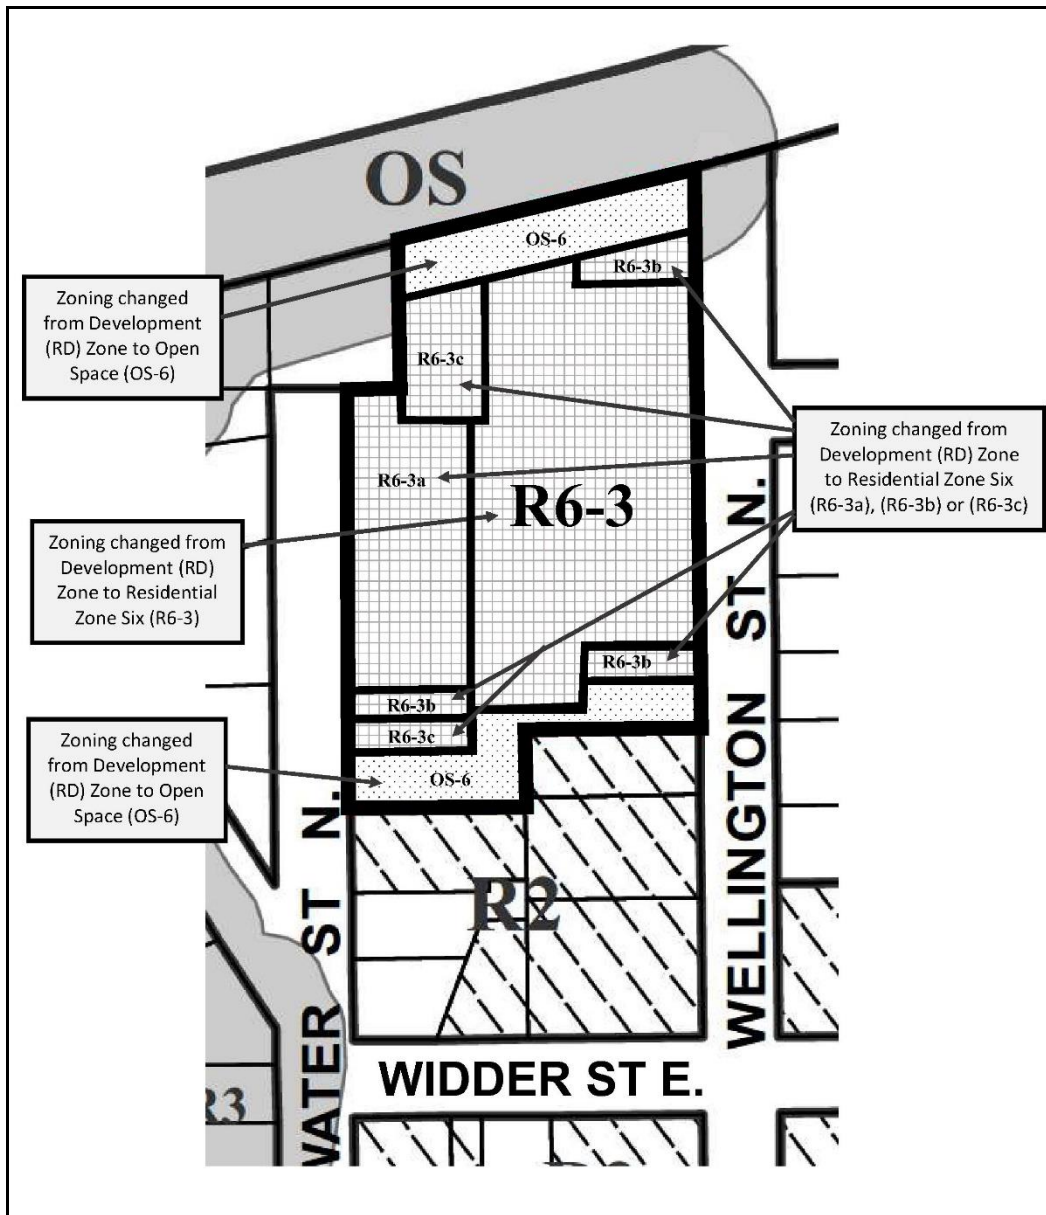 OS
OS-6
R6-3b
Zoning changed
from Development
(RD) Zone to Open
Space (OS-6)
R6-3c
Zoning changed from
Development (RD) Zone
to Residential Zone Six
(R6-3a), (R6-3b) or (R6-3c)
R6-3a
R6-3
Zoning changed from
Development (RD)
Zone to Residential
Zone Six (R6-3)
R6-3b
R6-3b
R6-3c
Zoning changed
from Development
(RD) Zone to Open
Space (OS-6)
OS-6
R2
WATER ST N.
WELLINGTON ST N.
WIDDER ST E.
R3